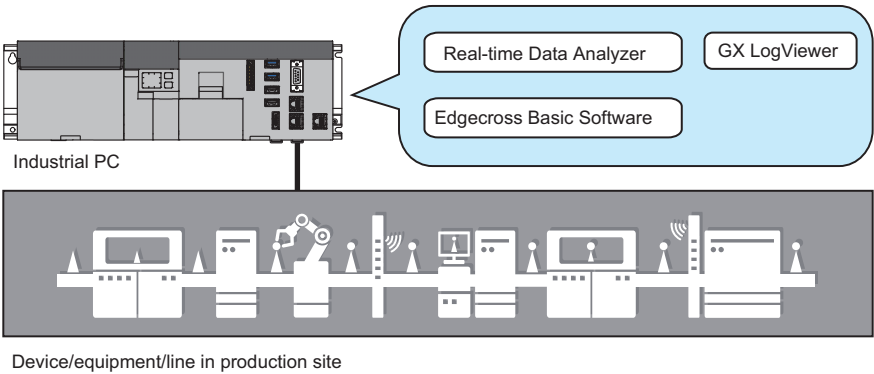 Real-time Data Analyzer
GX LogViewer
Edgecross Basic Software
Industrial PC
Device/equipment/line in production site